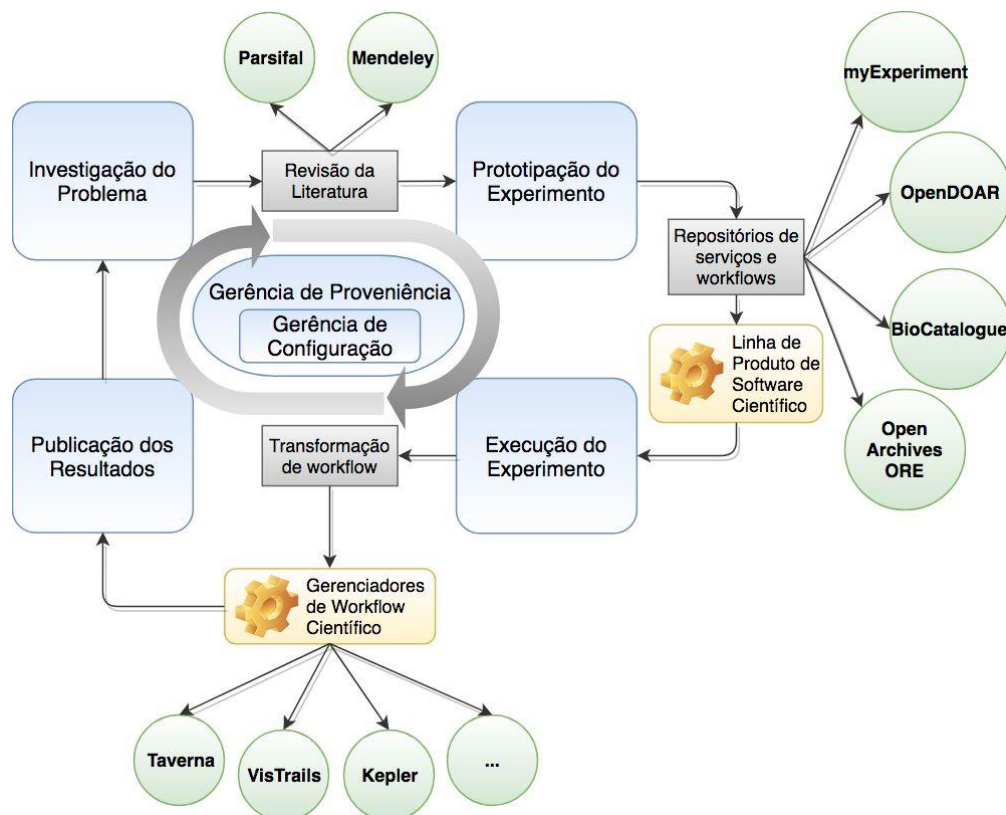 Parsifal
Mendeley
myExperiment
Investigação do
Problema
Revisão da
Literatura
Prototipação do
Experimento
OpenDOAR
Repositórios de
serviços e
workflows
Gerência de Proveniência
Gerência de
Configuração
BioCatalogue
Linha de
Produto de
Software
Científico
Publicação dos
Resultados
Transformação
de workflow
Execução do
Experimento
Open
Archives
ORE
Gerenciadores
de Workflow
Científico
Taverna
VisTrails
Kepler
...